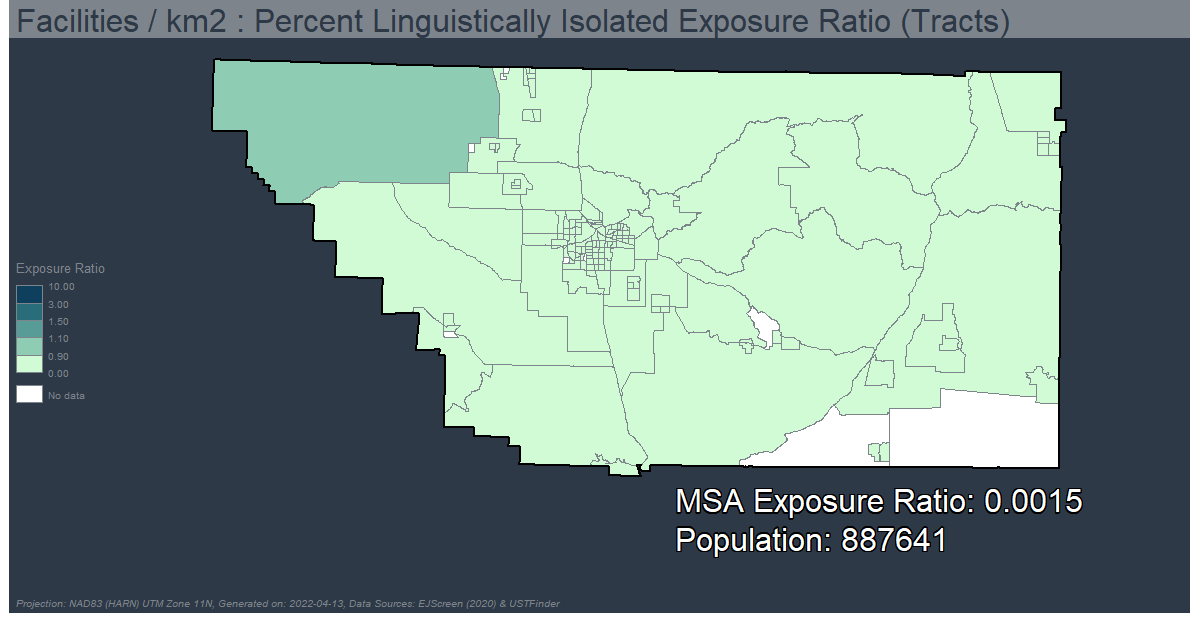 Facilities / km2 : Percent Linguistically Isolated Exposure Ratio (Tracts)
Exposure Ratio
10.00
3.00
1.50
1.10
0.90
0.00
No data
MSA Exposure Ratio: 0.0015
Population: 887641
Projection: NAD83 (HARN) UTM Zone 11N, Generated on: 2022-04-13, Data Sources: EJScreen (2020) & USTFinder